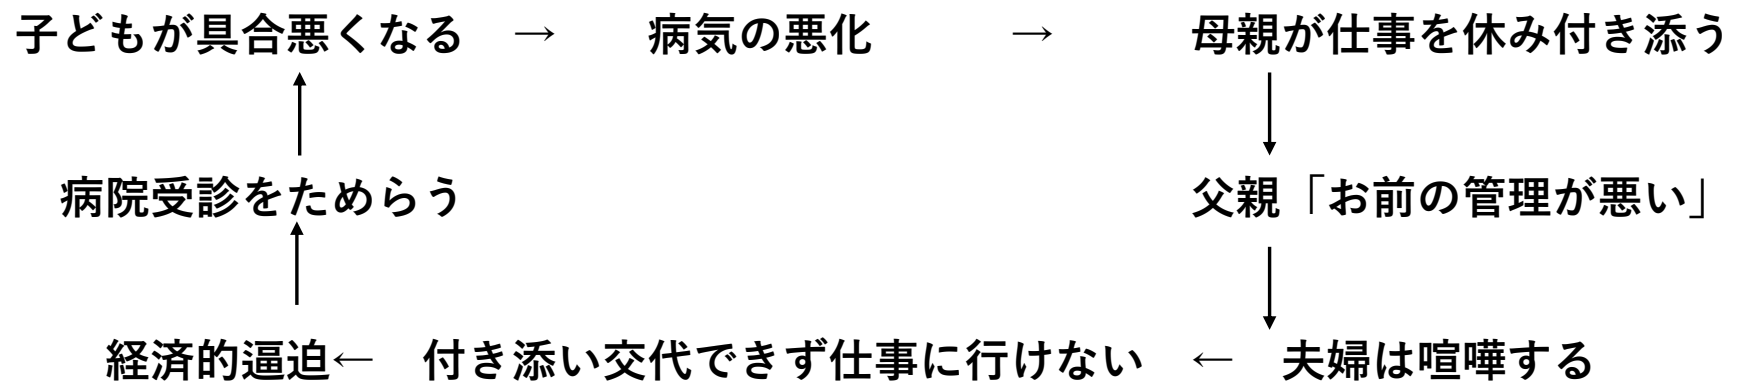 子どもが具合悪くなる → 病気の悪化 → 母親が仕事を休み付き添う
病院受診をためらう 父親「お前の管理が悪い」
経済的逼迫← 付き添い交代できず仕事に行けない ← 夫婦は喧嘩する